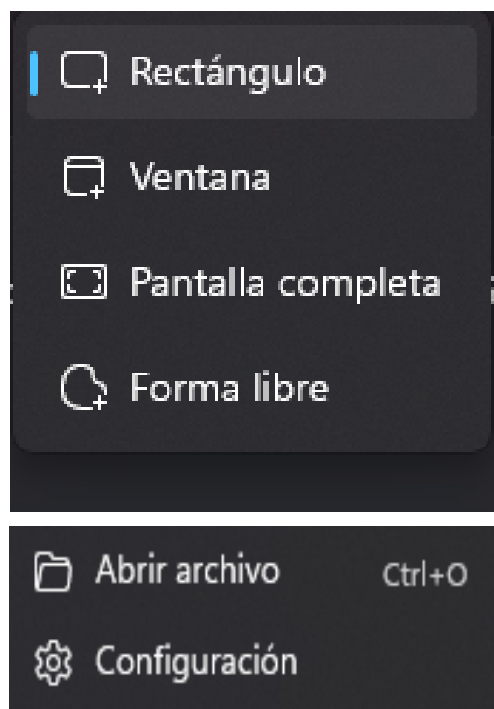 Rectángulo
Ventana
Pantalla completa
Forma libre
Abrir archivo Ctrl+O
Configuración